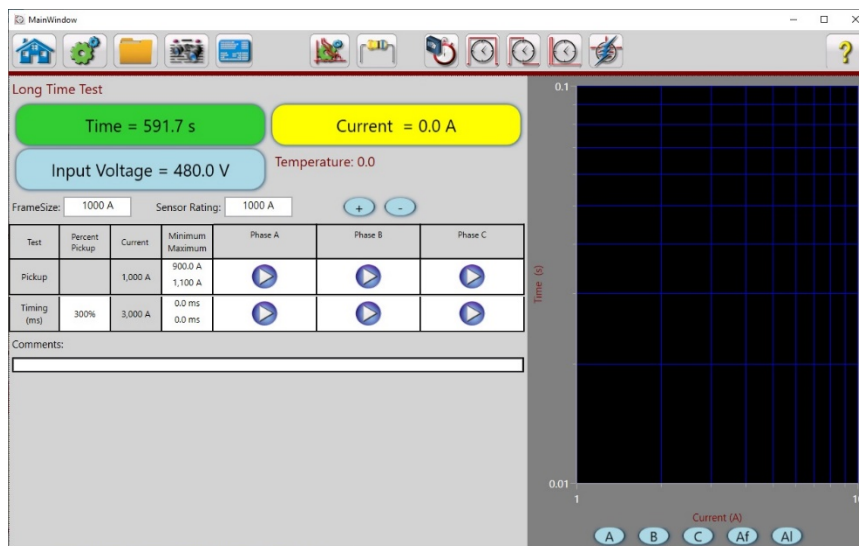 MainWindow
?
Long Time Test
Time = 591.7 s
Current = 0.0 A
Input Voltage = 480.0 V
Temperature: 0.0
FrameSize: 1000 A Sensor Rating: 1000 A + -
Test Percent Pickup Current Minimum Maximum Phase A Phase B Phase C
Pickup 1,000 A 900.0 A 1,100 A
Timing (ms) 300% 3,000 A 0.0 ms 0.0 ms
Comments:
0.1
Time (s)
0.01
1 10
Current (A)
A B C Af Al